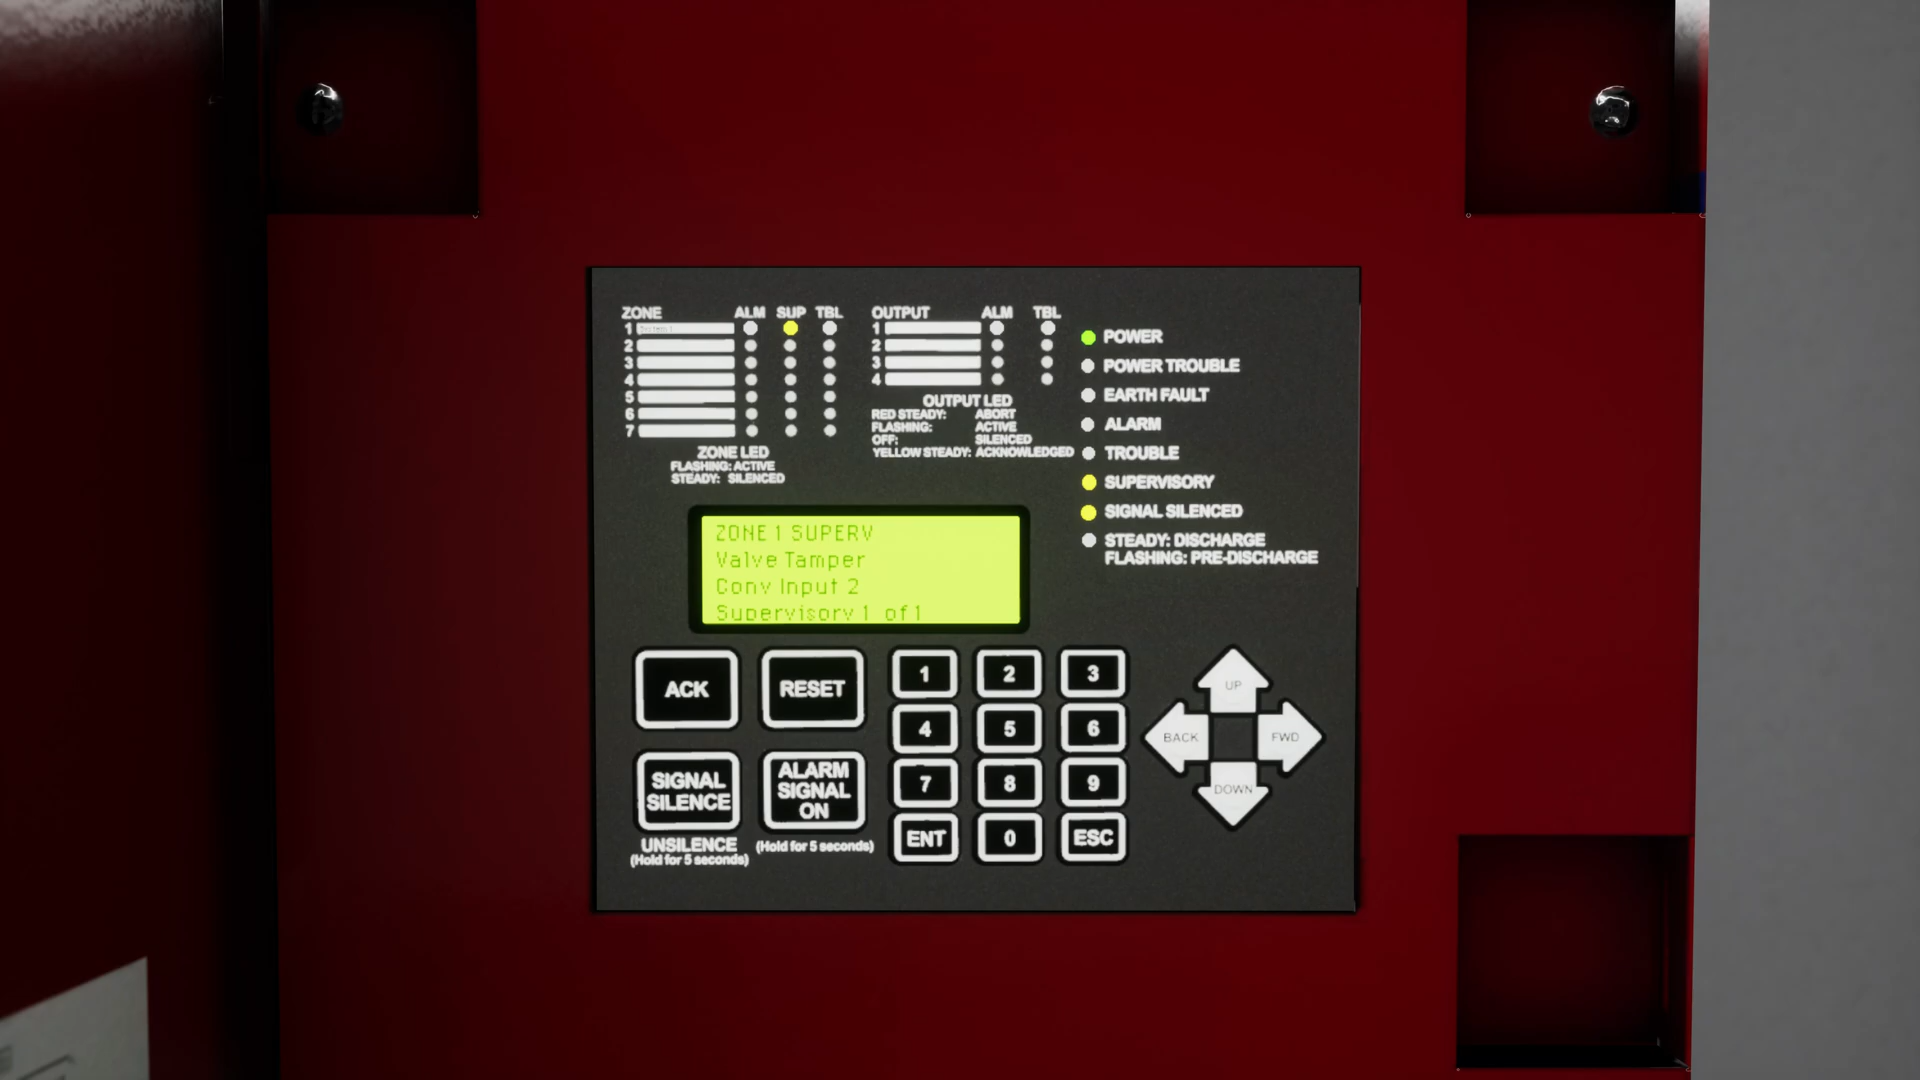 ZONE ALM SUP TBL
1
2
3
4
5
6
7
ZONE LED
FLASHING: ACTIVE
STEADY: SILENCED
OUTPUT ALM TBL
1
2
3
4
OUTPUT LED
RED STEADY: ABORT
FLASHING: ACTIVE
OFF: SILENCED
YELLOW STEADY: ACKNOWLEDGED
POWER
POWER TROUBLE
EARTH FAULT
ALARM
TROUBLE
SUPERVISORY
SIGNAL SILENCED
STEADY: DISCHARGE
FLASHING: PRE-DISCHARGE
ZONE 1 SUPERV
Valve Tamper
Conv Input 2
Supervisory 1 of 1
ACK
RESET
SIGNAL
SILENCE
UNSILENCE
(Hold for 5 seconds)
ALARM
SIGNAL
ON
(Hold for 5 seconds)
1 2 3
4 5 6
7 8 9
ENT 0 ESC
UP
BACK FWD
DOWN